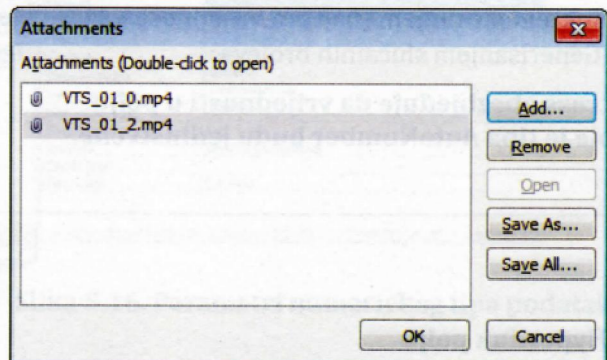 Attachments
Attachments (Double-click to open)
VTS_01_0.mp4
VTS_01_2.mp4
Add...
Remove
Open
Save As...
Save All...
OK
Cancel